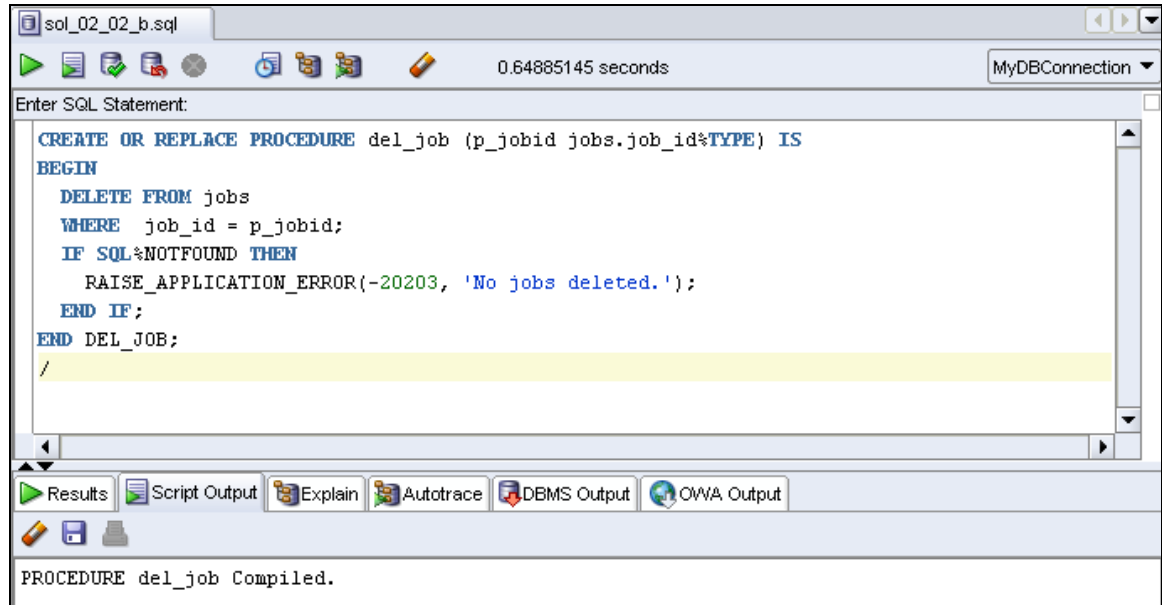 sol_02_02_b.sql
0.64885145 seconds
MyDBConnection
Enter SQL Statement:
CREATE OR REPLACE PROCEDURE del_job (p_jobid jobs.job_id%TYPE) IS
BEGIN
  DELETE FROM jobs
  WHERE  job_id = p_jobid;
  IF SQL%NOTFOUND THEN
    RAISE_APPLICATION_ERROR(-20203, 'No jobs deleted.');
  END IF;
END DEL_JOB;
/
Results Script Output Explain Autotrace DBMS Output OWA Output
PROCEDURE del_job Compiled.